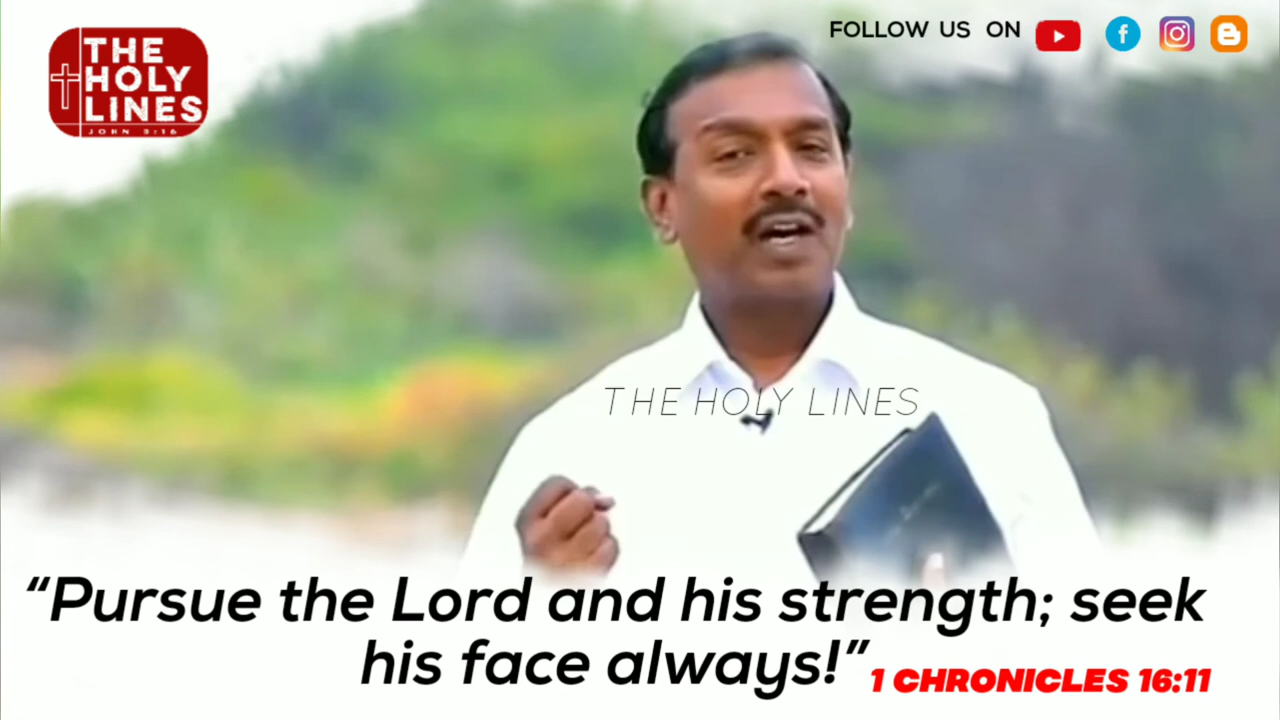 THE
HOLY
LINES
JOHN 3:16
FOLLOW US ON
THE HOLY LINES
“Pursue the Lord and his strength; seek
his face always!”
1 CHRONICLES 16:11